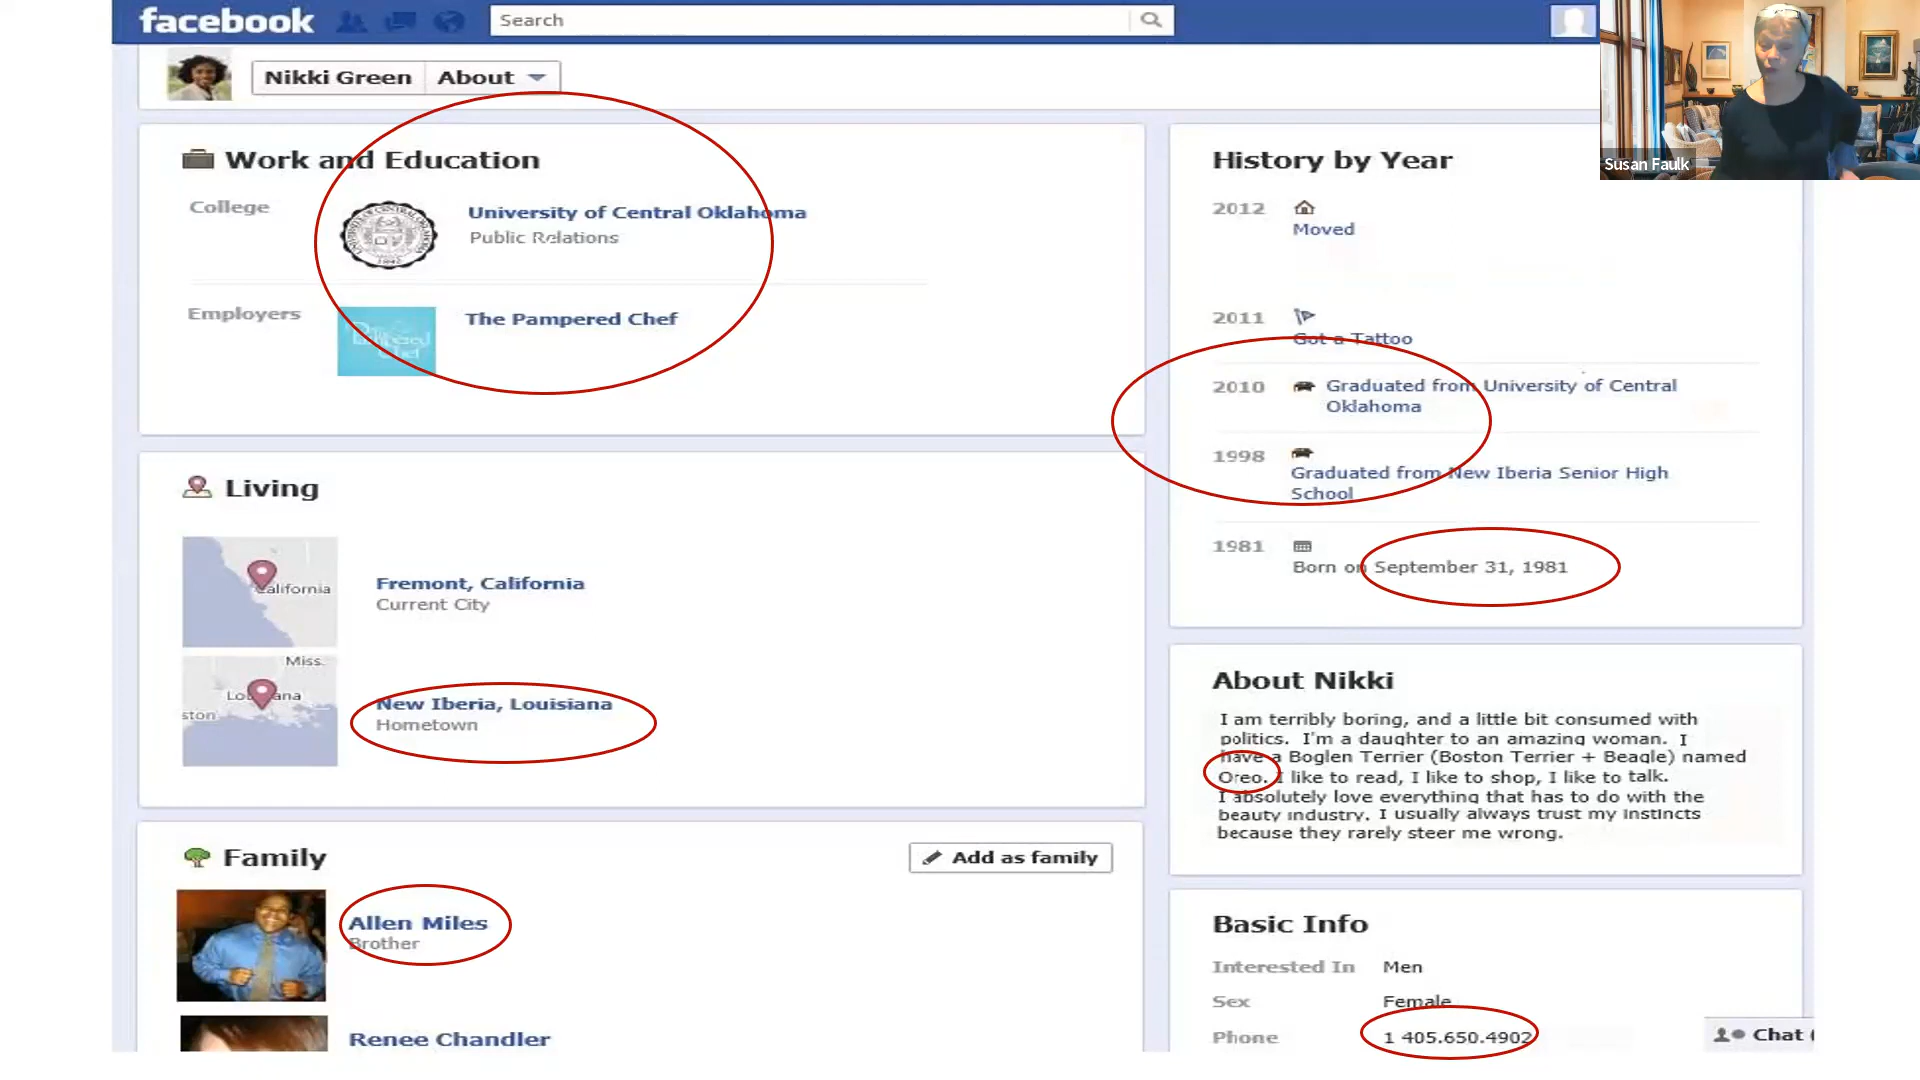 facebook
Search
Nikki Green
About
Susan Faulk
Work and Education
College
University of Central Oklahoma
Public Relations
Employers
The Pampered Chef
Living
California
Fremont, California
Current City
Miss.
ston
New Iberia, Louisiana
Hometown
Family
Add as family
Allen Miles
Brother
Renee Chandler
History by Year
2012
Moved
2011
Got a Tattoo
2010
Graduated from University of Central
Oklahoma
1998
Graduated from New Iberia Senior High
School
1981
Born on September 31, 1981
About Nikki
I am terribly boring, and a little bit consumed with
politics. I'm a daughter to an amazing woman. I
have a Boglen Terrier (Boston Terrier + Beagle) named
Oreo. I like to read, I like to shop, I like to talk.
I absolutely love everything that has to do with the
beauty industry. I usually always trust my instincts
because they rarely steer me wrong.
Basic Info
Interested In Men
Sex Female
Phone 1 405.650.4902
Chat (